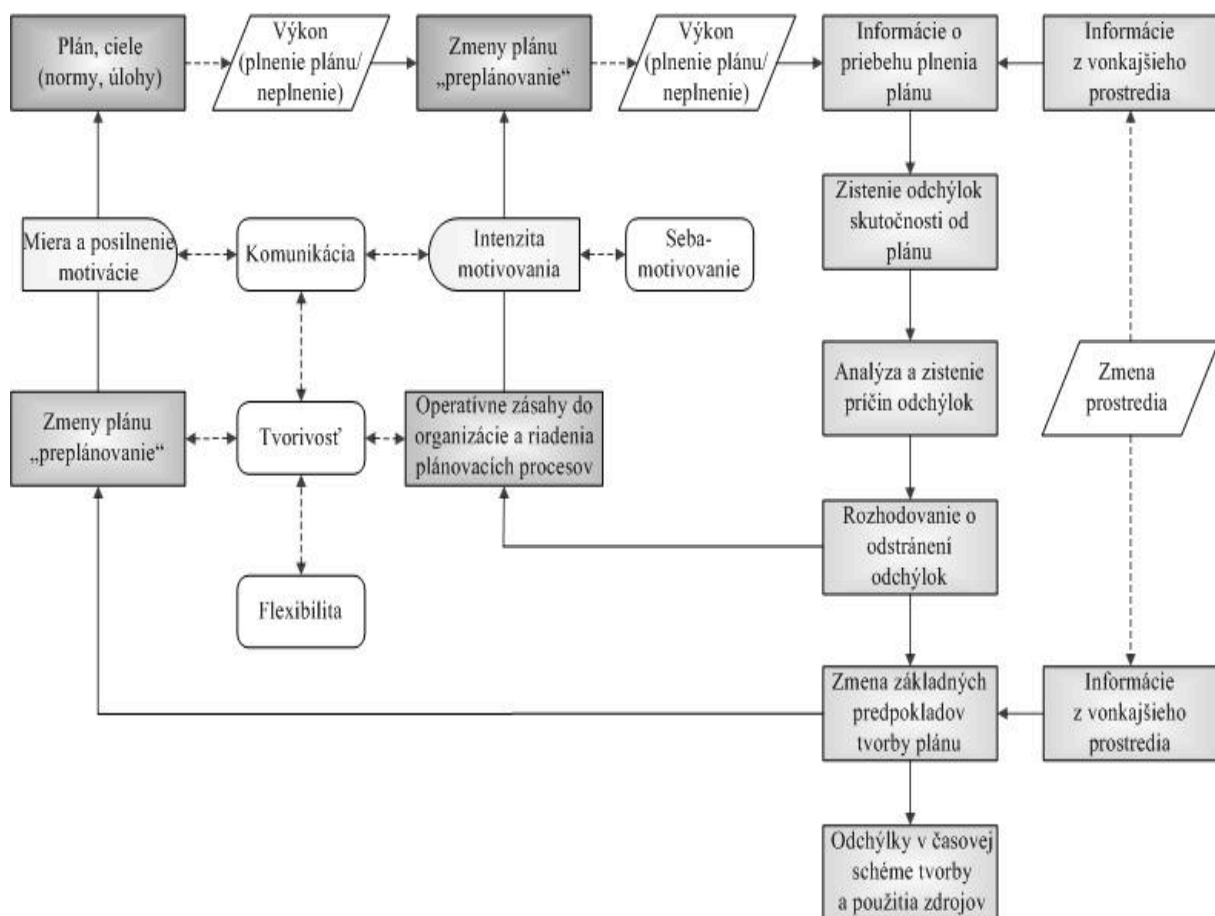 Plán, ciele
(normy, úlohy)
Výkon
(plnenie plánu/
neplnenie)
Zmeny plánu
„preplánovanie“
Výkon
(plnenie plánu/
neplnenie)
Informácie o
priebehu plnenia
plánu
Informácie
z vonkajšieho
prostredia
Zistenie odchýlok
skutočnosti od
plánu
Miera a posilnenie
motivácie
Komunikácia
Intenzita
motivovania
Seba-
motivovanie
Analýza a zistenie
príčin odchýlok
Zmena
prostredia
Zmeny plánu
„preplánovanie“
Tvorivosť
Operatívne zásahy do
organizácie a riadenia
plánovacích procesov
Rozhodovanie o
odstránení
odchýlok
Flexibilita
Zmena základných
predpokladov
tvorby plánu
Informácie
z vonkajšieho
prostredia
Odchýlky v časovej
schéme tvorby
a použitia zdrojov